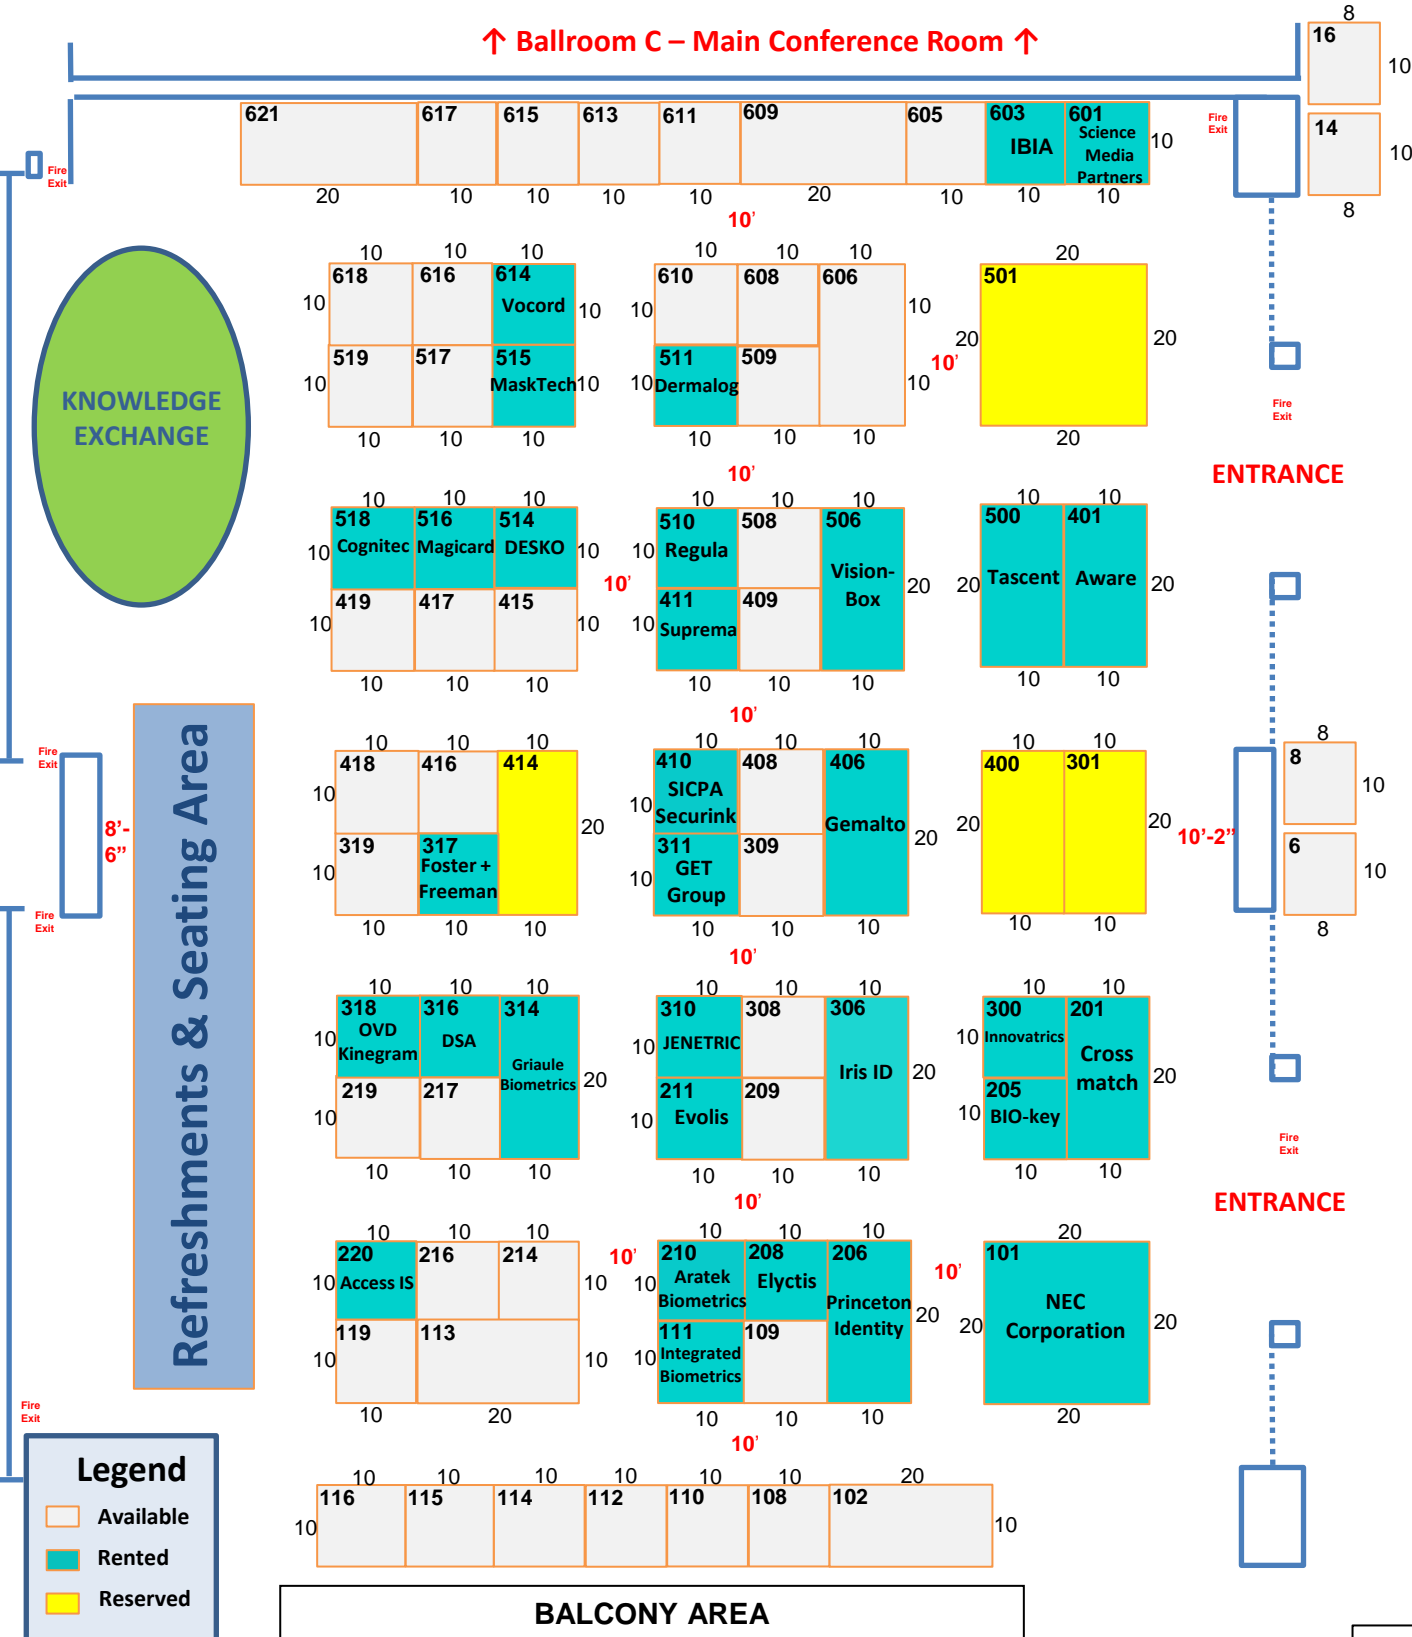 ↑ Ballroom C – Main Conference Room ↑
8
16
10
14
10
8
Fire
Exit
Fire
Exit
621 617 615 613 611 609 605 603 601
IBIA
Science
Media
Partners
10
20 10 10 10 10 20 10 10 10
10'
10 10 10 10 10 10 20
618 616 614 610 608 606 501
Vocord
10 10 10 10
20 20
10'
519 517 515 511 509
MaskTech
Dermalog
10 10 10 10
10 10 10 10 10 10 20
KNOWLEDGE
EXCHANGE
Fire
Exit
ENTRANCE
10'
10 10 10 10 10 10 10 10
518 516 514 510 508 506 500 401
Cognitec Magicard DESKO Regula
Vision-
Box
Tascent Aware
10 10 10 20 20 20
10'
419 417 415 411 409
Suprema
10 10 10
10 10 10 10 10 10 10 10
10'
10 10 10 10 10 10 10 10
418 416 414 410 408 406 400 301
SICPA
Securink
Gemalto
10 20 10 20 20 20
319 317 311 309
Foster +
Freeman
GET
Group
10 10
10 10 10 10 10 10 10 10
10'
Fire
Exit
8'-
6”
Fire
Exit
Refreshments & Seating Area
10'-2”
8
8
10
6
10
8
10 10 10 10 10 10 10 10
318 316 314 310 308 306 300 201
OVD
Kinegram
DSA
Griaule
Biometrics
JENETRIC
Iris ID
Innovatrics
Cross
match
10 20 10 20 10 20
219 217 211 209 205
Evolis
BIO-key
10 10 10
10 10 10 10 10 10 10 10
10'
Fire
Exit
ENTRANCE
10 10 10 10 10 10 20
220 216 214 210 208 206 101
Access IS
Aratek
Biometrics
Elyctis
Princeton
Identity
NEC
Corporation
10 10 10 20 20 20
10' 10'
119 113 111 109
Integrated
Biometrics
10 10 10
10 20 10 10 10 20
10'
Fire
Exit
10 10 10 10 10 10 20
116 115 114 112 110 108 102
10 10
Legend
Available
Rented
Reserved
BALCONY AREA